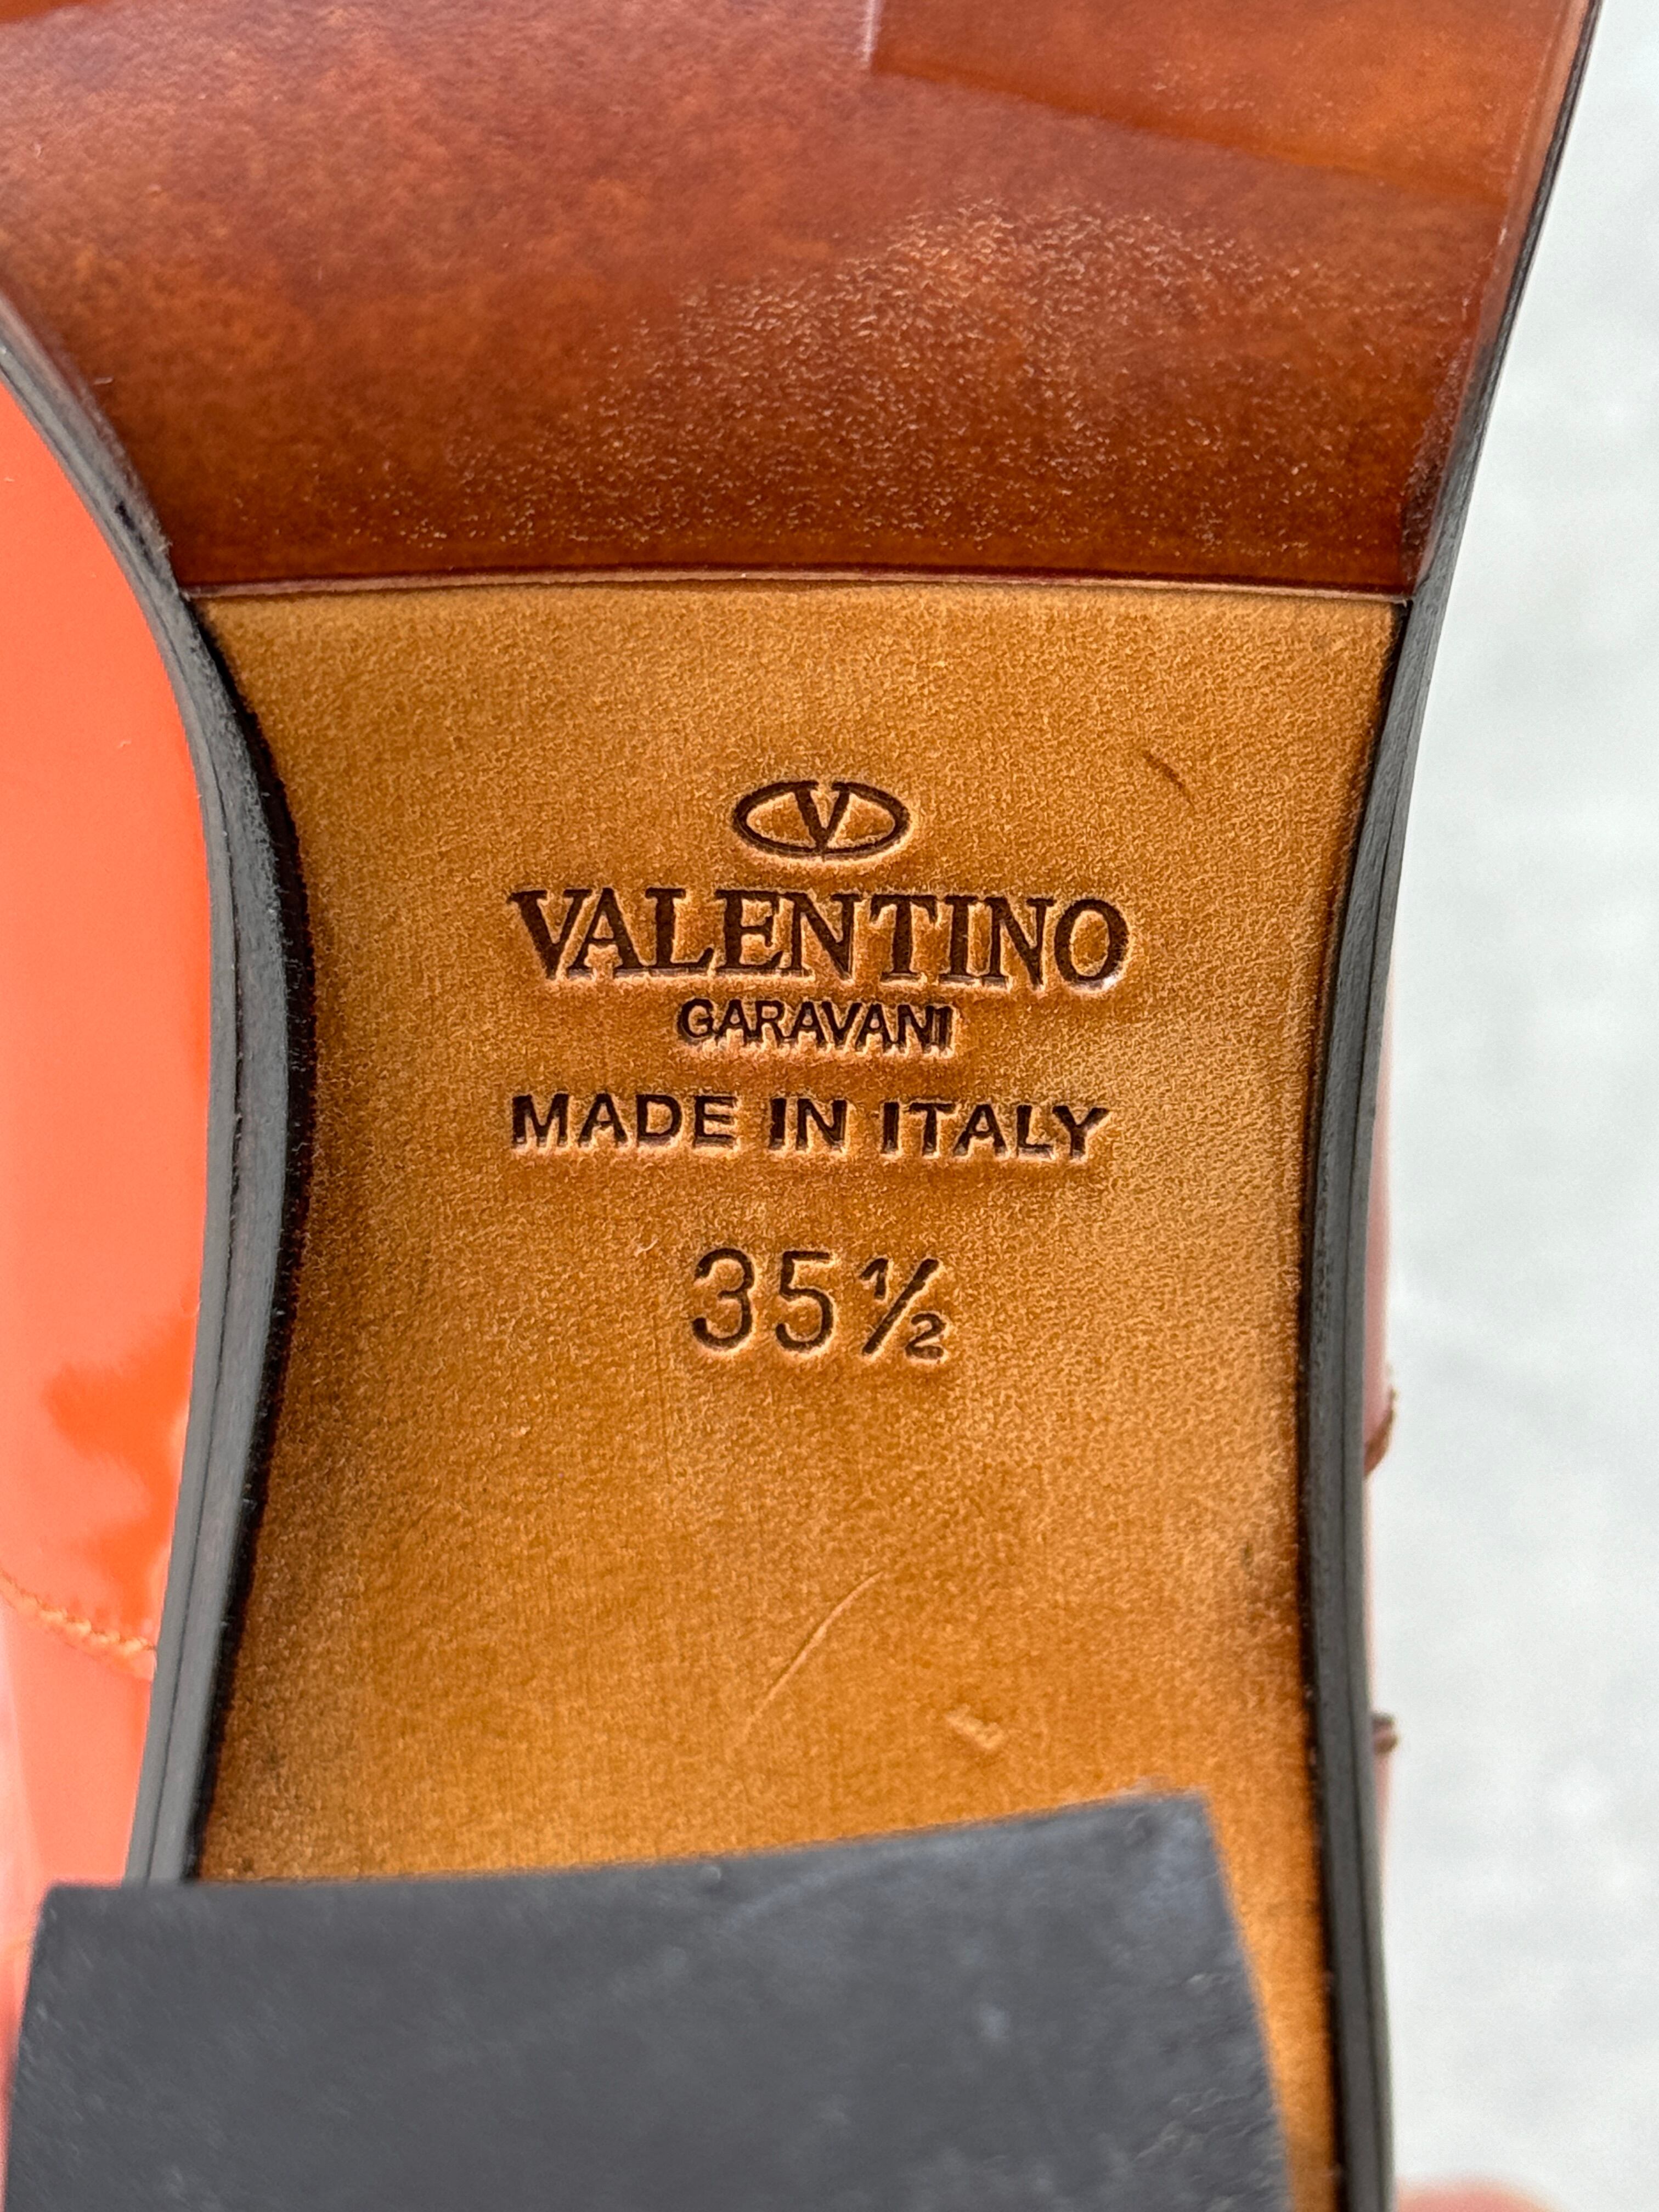 V
VALENTINO
GARAVANI
MADE IN ITALY
35½